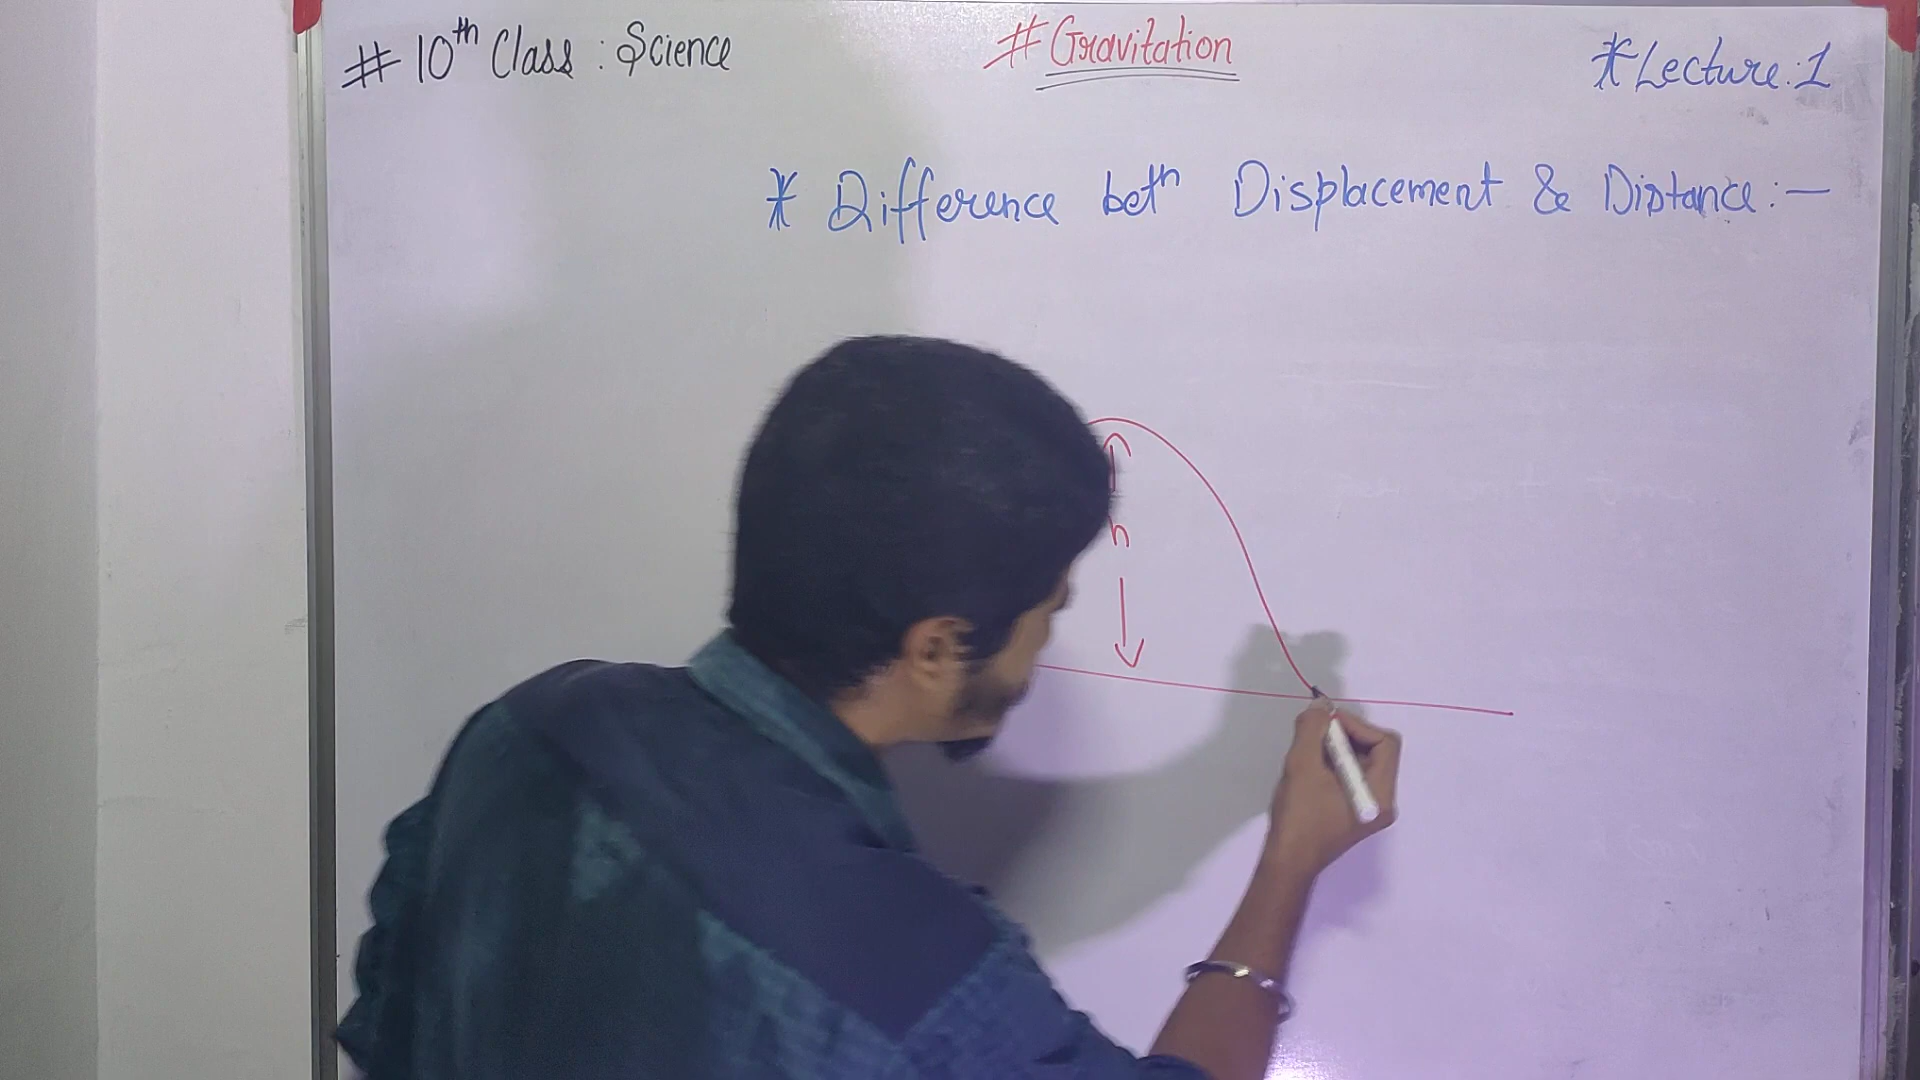 # 10th Class : Science
# Gravitation
* Lecture : 1
* Difference betn Displacement & Distance : —
h